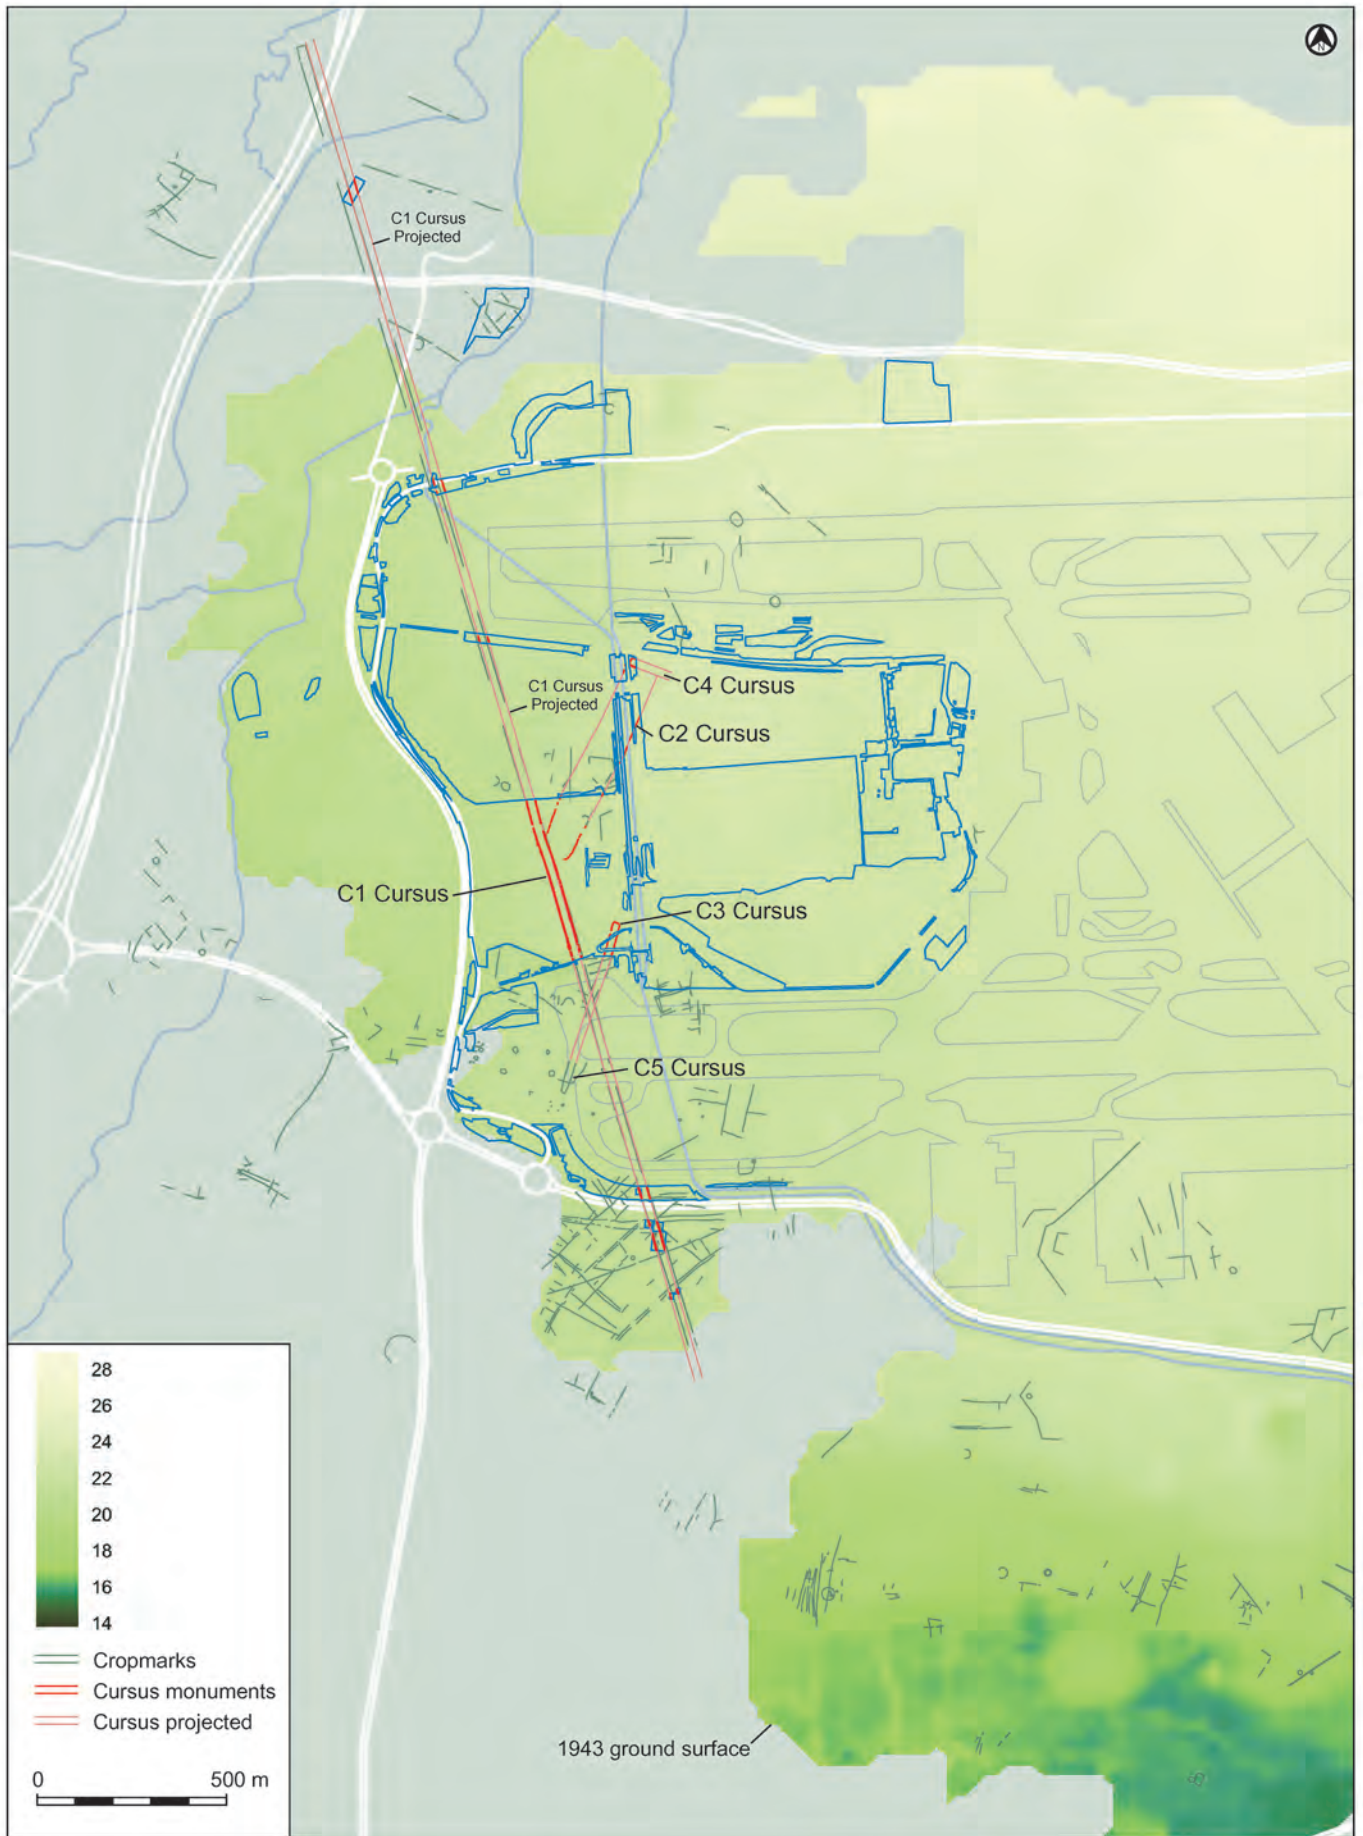 N
C1 Cursus
Projected
C4 Cursus
C1 Cursus
Projected
C2 Cursus
C1 Cursus
C3 Cursus
C5 Cursus
28
26
24
22
20
18
16
14
Cropmarks
Cursus monuments
Cursus projected
0 500 m
1943 ground surface